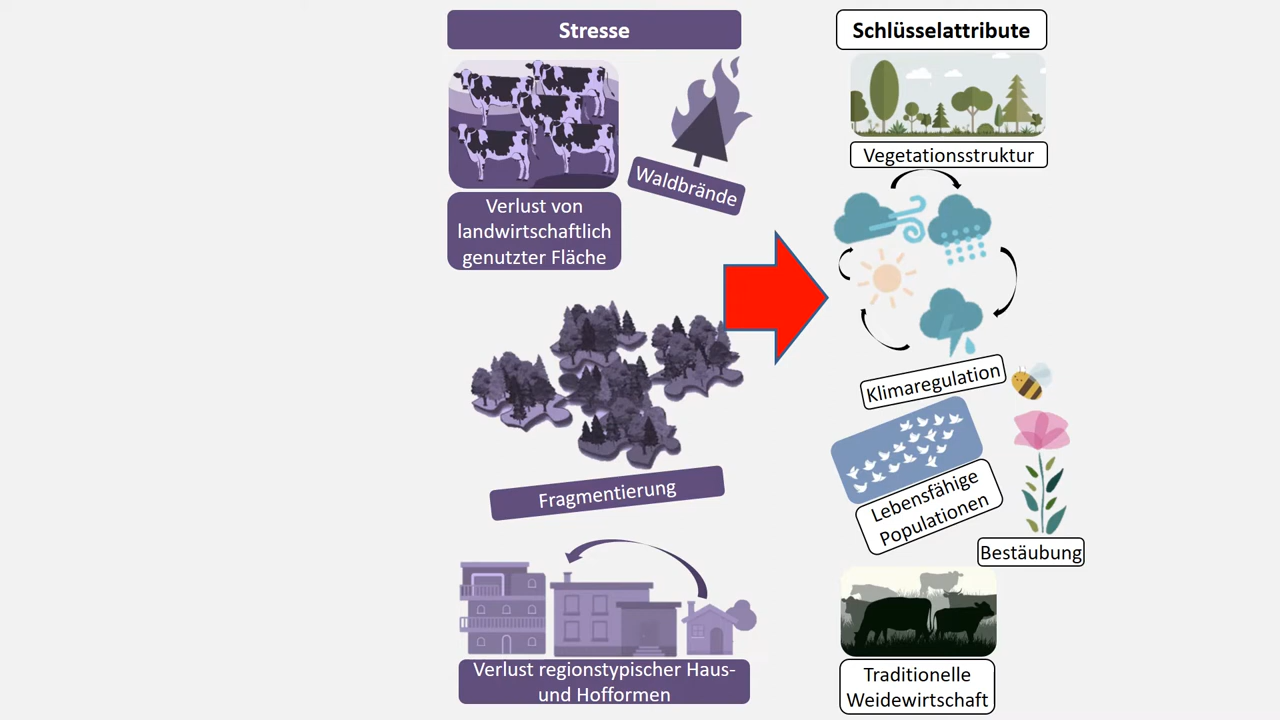 Stresse
Verlust von
landwirtschaftlich
genutzter Fläche
Waldbrände
Fragmentierung
Verlust regionstypischer Haus-
und Hofformen
Schlüsselattribute
Vegetationsstruktur
Klimaregulation
Lebensfähige
Populationen
Bestäubung
Traditionelle
Weidewirtschaft